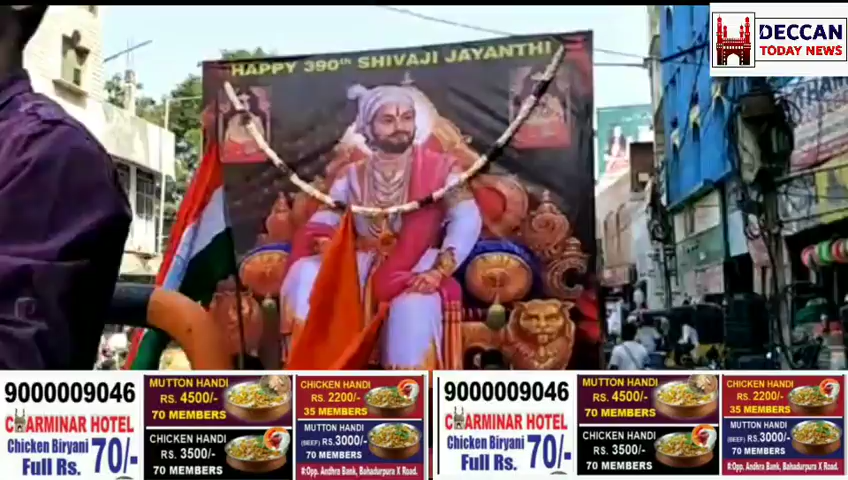 DECCAN
TODAY NEWS
HAPPY 390th SHIVAJI JAYANTHI
9000009046
CHARMINAR HOTEL
Chicken Biryani
Full Rs. 70/-
MUTTON HANDI
RS. 4500/-
70 MEMBERS
CHICKEN HANDI
RS. 3500/-
70 MEMBERS
CHICKEN HANDI
RS. 2200/-
35 MEMBERS
MUTTON HANDI
(BEEF) RS.3000/-
70 MEMBERS
R:Opp. Andhra Bank, Bahadurpura X Road.
9000009046
CHARMINAR HOTEL
Chicken Biryani
Full Rs. 70/-
MUTTON HANDI
RS. 4500/-
70 MEMBERS
CHICKEN HANDI
RS. 3500/-
70 MEMBERS
CHICKEN HANDI
RS. 2200/-
35 MEMBERS
MUTTON HANDI
(BEEF) RS.3000/-
70 MEMBERS
R:Opp. Andhra Bank, Bahadurpura X Road.